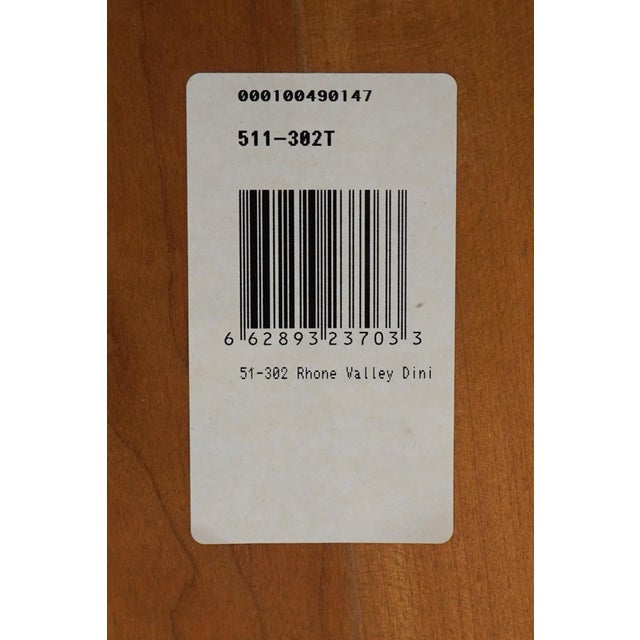 000100490147
511-302T
6 62893 23703 3
51-302 Rhone Valley Dini